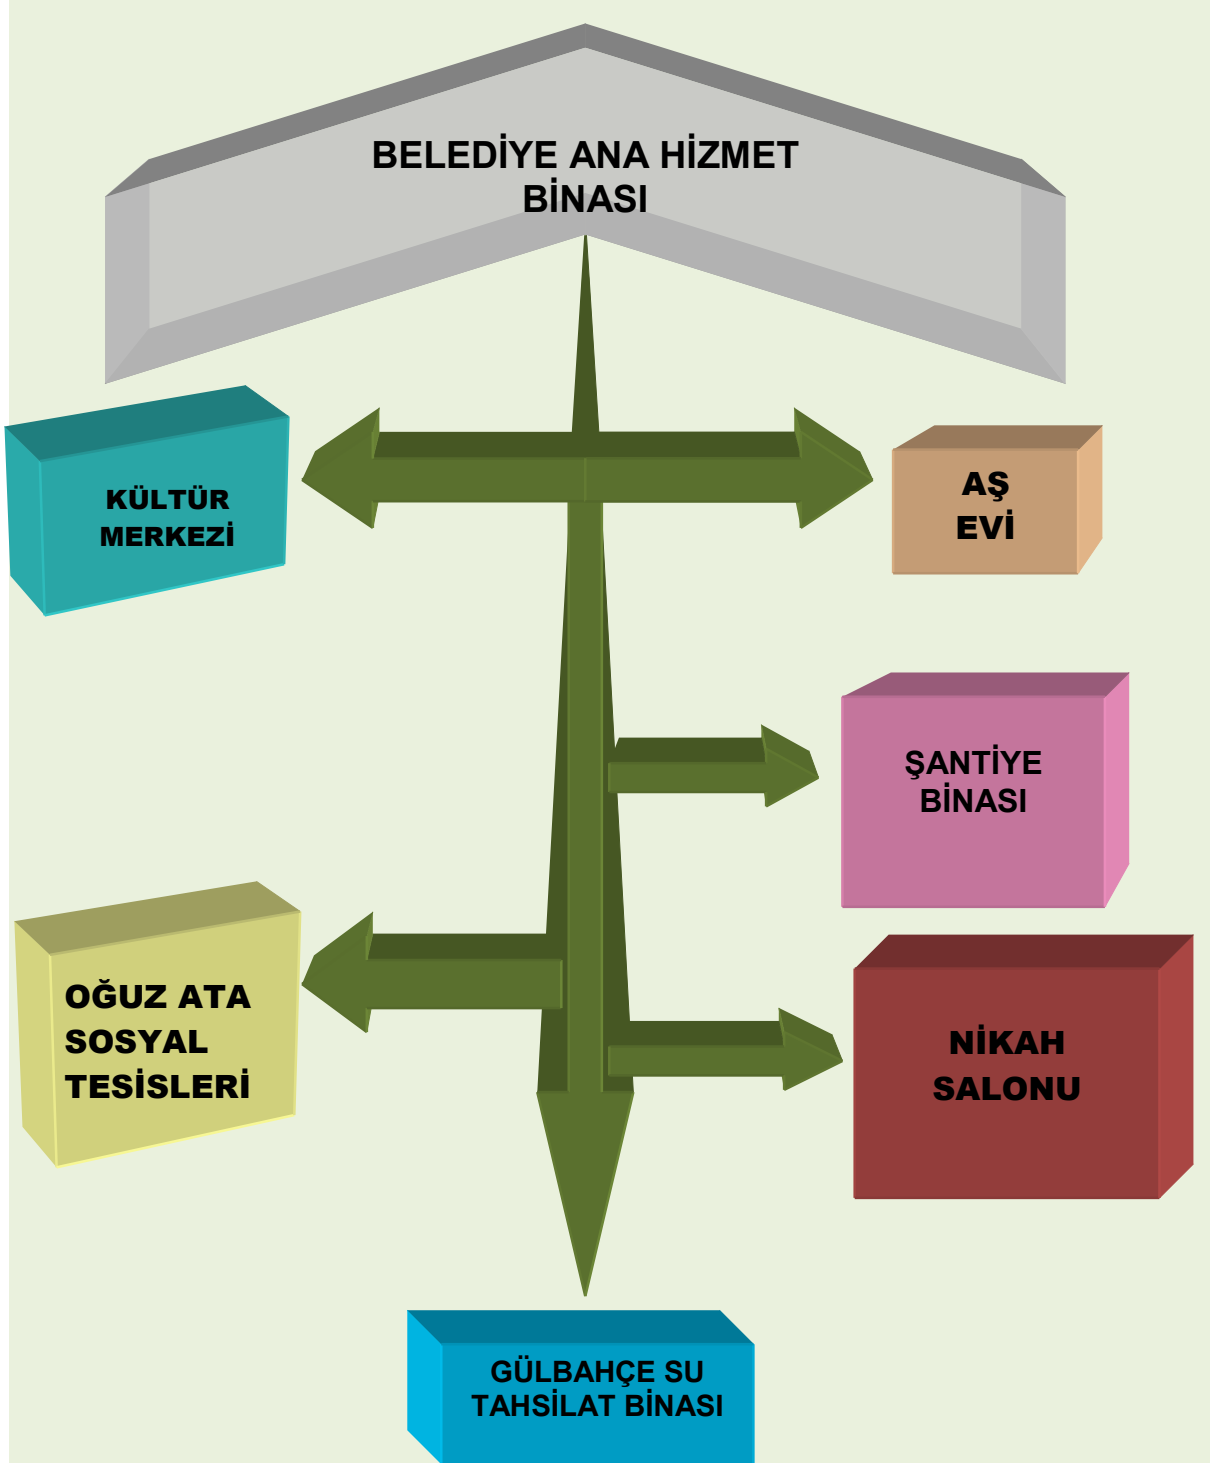 BELEDİYE ANA HİZMET
BİNASI
KÜLTÜR
MERKEZİ
AŞ
EVİ
ŞANTİYE
BİNASI
OĞUZ ATA
SOSYAL
TESİSLERİ
NİKAH
SALONU
GÜLBAHÇE SU
TAHSİLAT BİNASI